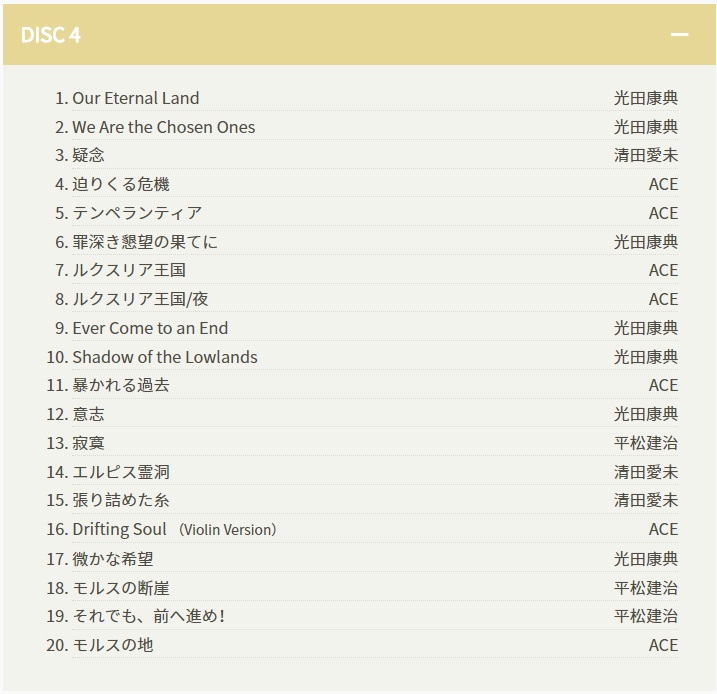 DISC 4
1. Our Eternal Land 光田康典
2. We Are the Chosen Ones 光田康典
3. 疑念 清田愛未
4. 迫りくる危機 ACE
5. テンペランティア ACE
6. 罪深き懇望の果てに 光田康典
7. ルクスリア王国 ACE
8. ルクスリア王国/夜 ACE
9. Ever Come to an End 光田康典
10. Shadow of the Lowlands 光田康典
11. 暴かれる過去 ACE
12. 意志 光田康典
13. 寂寞 平松建治
14. エルピス霊洞 清田愛未
15. 張り詰めた糸 清田愛未
16. Drifting Soul （Violin Version） ACE
17. 微かな希望 光田康典
18. モルスの断崖 平松建治
19. それでも、前へ進め！ 平松建治
20. モルスの地 ACE